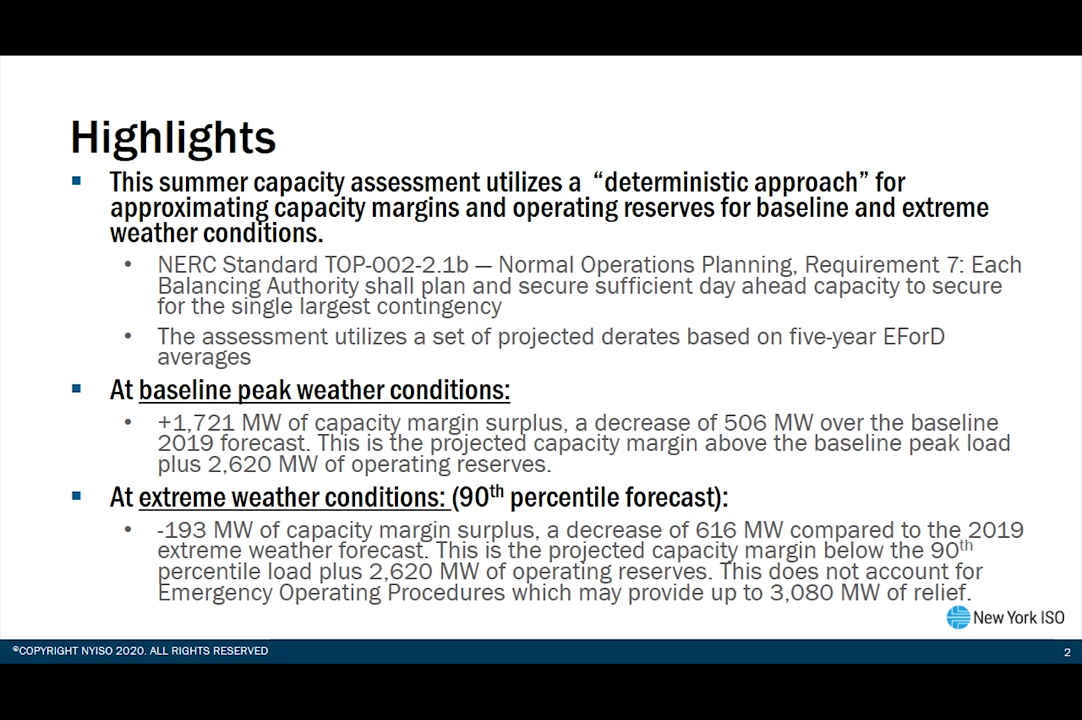 Highlights
▪ This summer capacity assessment utilizes a “deterministic approach” for
approximating capacity margins and operating reserves for baseline and extreme
weather conditions.
• NERC Standard TOP-002-2.1b — Normal Operations Planning, Requirement 7: Each
Balancing Authority shall plan and secure sufficient day ahead capacity to secure
for the single largest contingency
• The assessment utilizes a set of projected derates based on five-year EForD
averages
▪ At baseline peak weather conditions:
• +1,721 MW of capacity margin surplus, a decrease of 506 MW over the baseline
2019 forecast. This is the projected capacity margin above the baseline peak load
plus 2,620 MW of operating reserves.
▪ At extreme weather conditions: (90th percentile forecast):
• -193 MW of capacity margin surplus, a decrease of 616 MW compared to the 2019
extreme weather forecast. This is the projected capacity margin below the 90th
percentile load plus 2,620 MW of operating reserves. This does not account for
Emergency Operating Procedures which may provide up to 3,080 MW of relief.
New York ISO
©COPYRIGHT NYISO 2020. ALL RIGHTS RESERVED
2